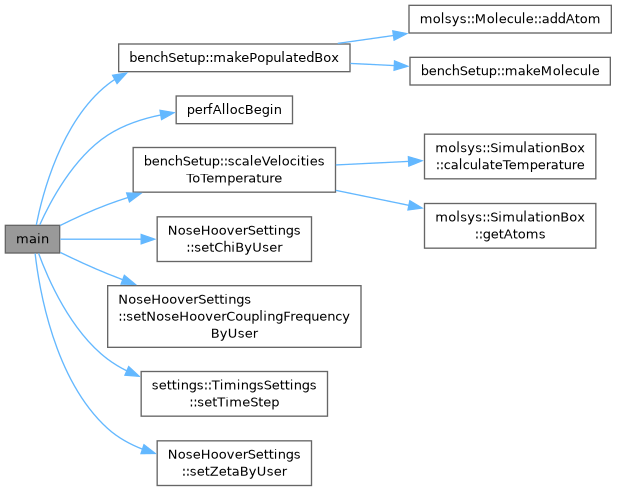 main
benchSetup::makePopulatedBox
molsys::Molecule::addAtom
benchSetup::makeMolecule
perfAllocBegin
benchSetup::scaleVelocities
ToTemperature
molsys::SimulationBox
::calculateTemperature
molsys::SimulationBox
::getAtoms
NoseHooverSettings
::setChiByUser
NoseHooverSettings
::setNoseHooverCouplingFrequency
ByUser
settings::TimingsSettings
::setTimeStep
NoseHooverSettings
::setZetaByUser